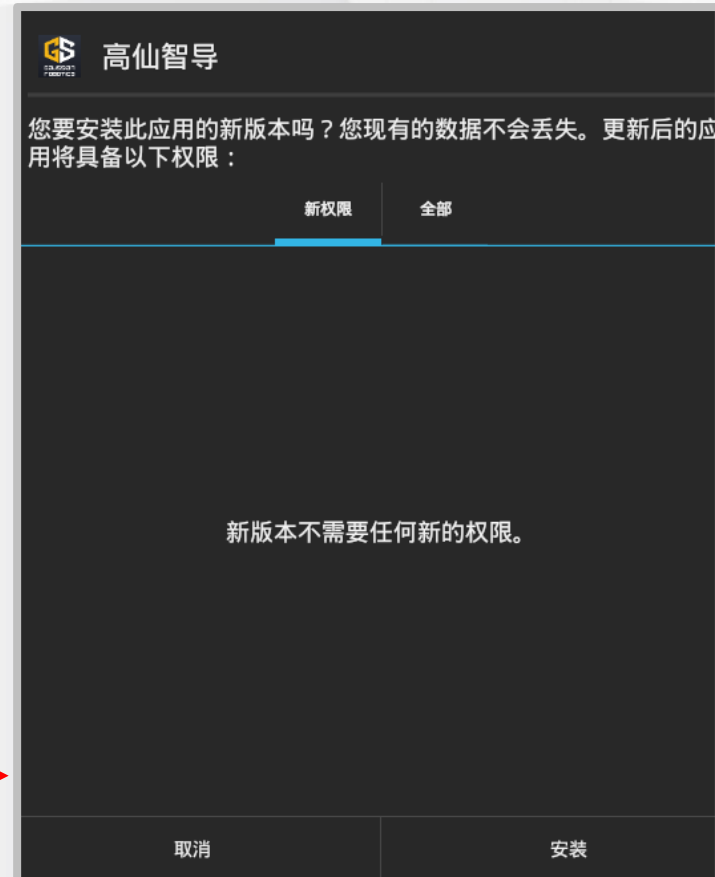 GS
GAUSSIAN
ROBOTICS
高仙智导
您要安装此应用的新版本吗？您现有的数据不会丢失。更新后的应
用将具备以下权限：
新权限 全部
新版本不需要任何新的权限。
取消 安装